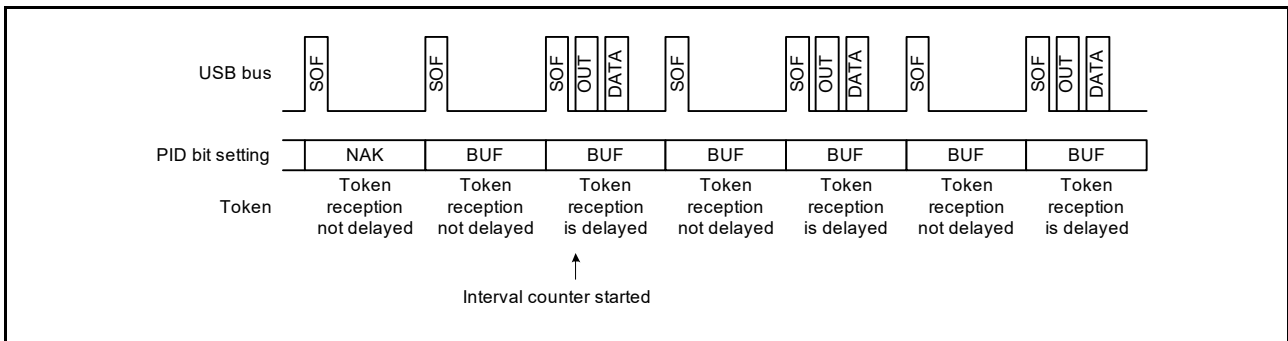 USB bus
SOF SOF SOF OUT DATA SOF SOF OUT DATA SOF SOF OUT DATA
PID bit setting NAK BUF BUF BUF BUF BUF BUF
Token Token Token Token Token Token Token
Token reception reception reception reception reception reception reception
not delayed not delayed is delayed not delayed is delayed not delayed is delayed
Interval counter started